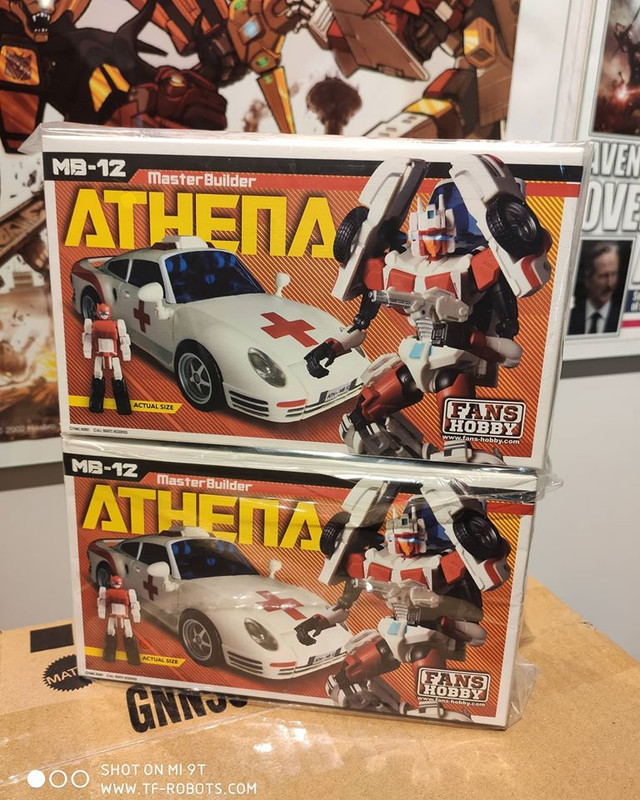 MB-12
MasterBuilder
ATHENA
ACTUAL SIZE
FANS
HOBBY
www.fans-hobby.com
MB-12
MasterBuilder
ATHENA
ACTUAL SIZE
FANS
HOBBY
www.fans-hobby.com
© 2002
SHOT ON MI 9T
WWW.TF-ROBOTS.COM